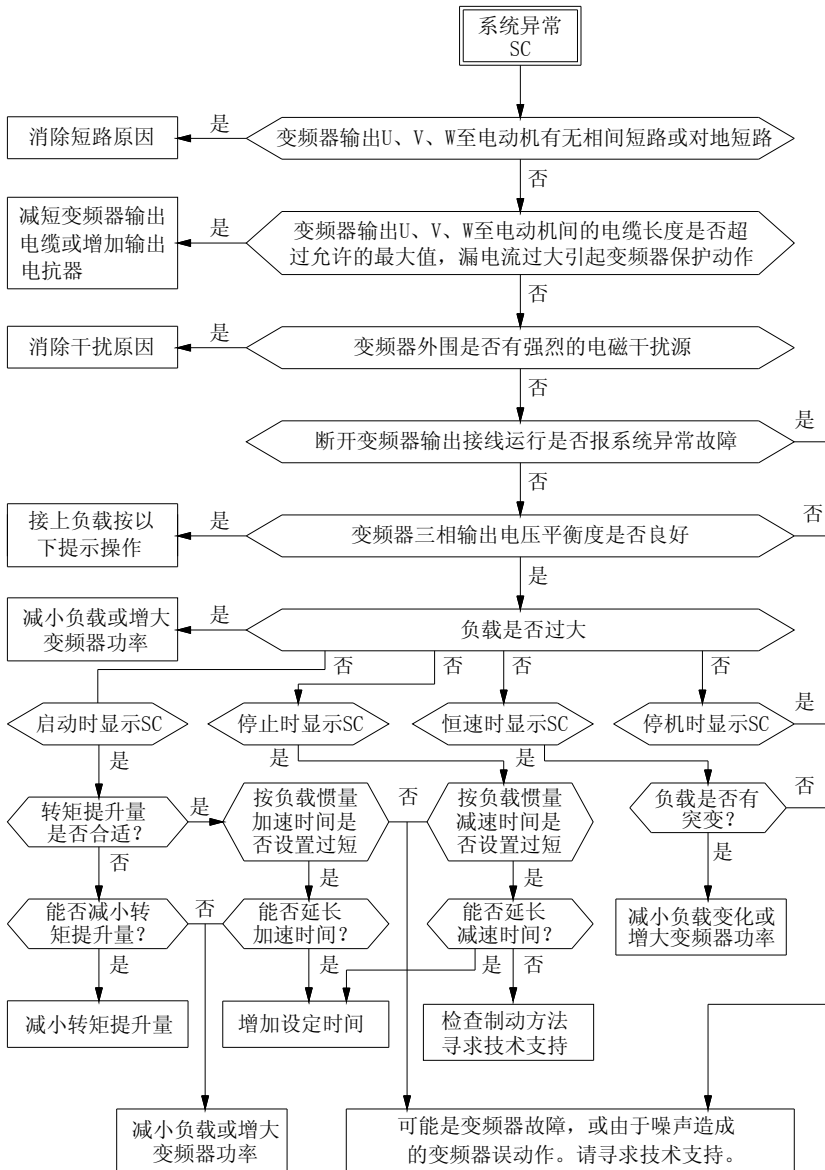 系统异常
SC
是
消除短路原因
变频器输出U、V、W至电动机有无相间短路或对地短路
否
减短变频器输出
电缆或增加输出
电抗器
是
变频器输出U、V、W至电动机间的电缆长度是否超
过允许的最大值，漏电流过大引起变频器保护动作
否
是
消除干扰原因
变频器外围是否有强烈的电磁干扰源
否
是
断开变频器输出接线运行是否报系统异常故障
否
接上负载按以
下提示操作
是
变频器三相输出电压平衡度是否良好
否
是
减小负载或增大
变频器功率
是
负载是否过大
否
否
否
否
启动时显示SC
停止时显示SC
恒速时显示SC
停机时显示SC
是
是
是
是
转矩提升量
是否合适?
是
按负载惯量
加速时间是
否设置过短
否
按负载惯量
减速时间是
否设置过短
负载是否有
突变?
否
否
是
是
是
能否减小转
矩提升量?
否
能否延长
加速时间?
能否延长
减速时间?
减小负载变化或
增大变频器功率
是
是
是
否
减小转矩提升量
增加设定时间
检查制动方法
寻求技术支持
减小负载或增大
变频器功率
可能是变频器故障，或由于噪声造成
的变频器误动作。请寻求技术支持。